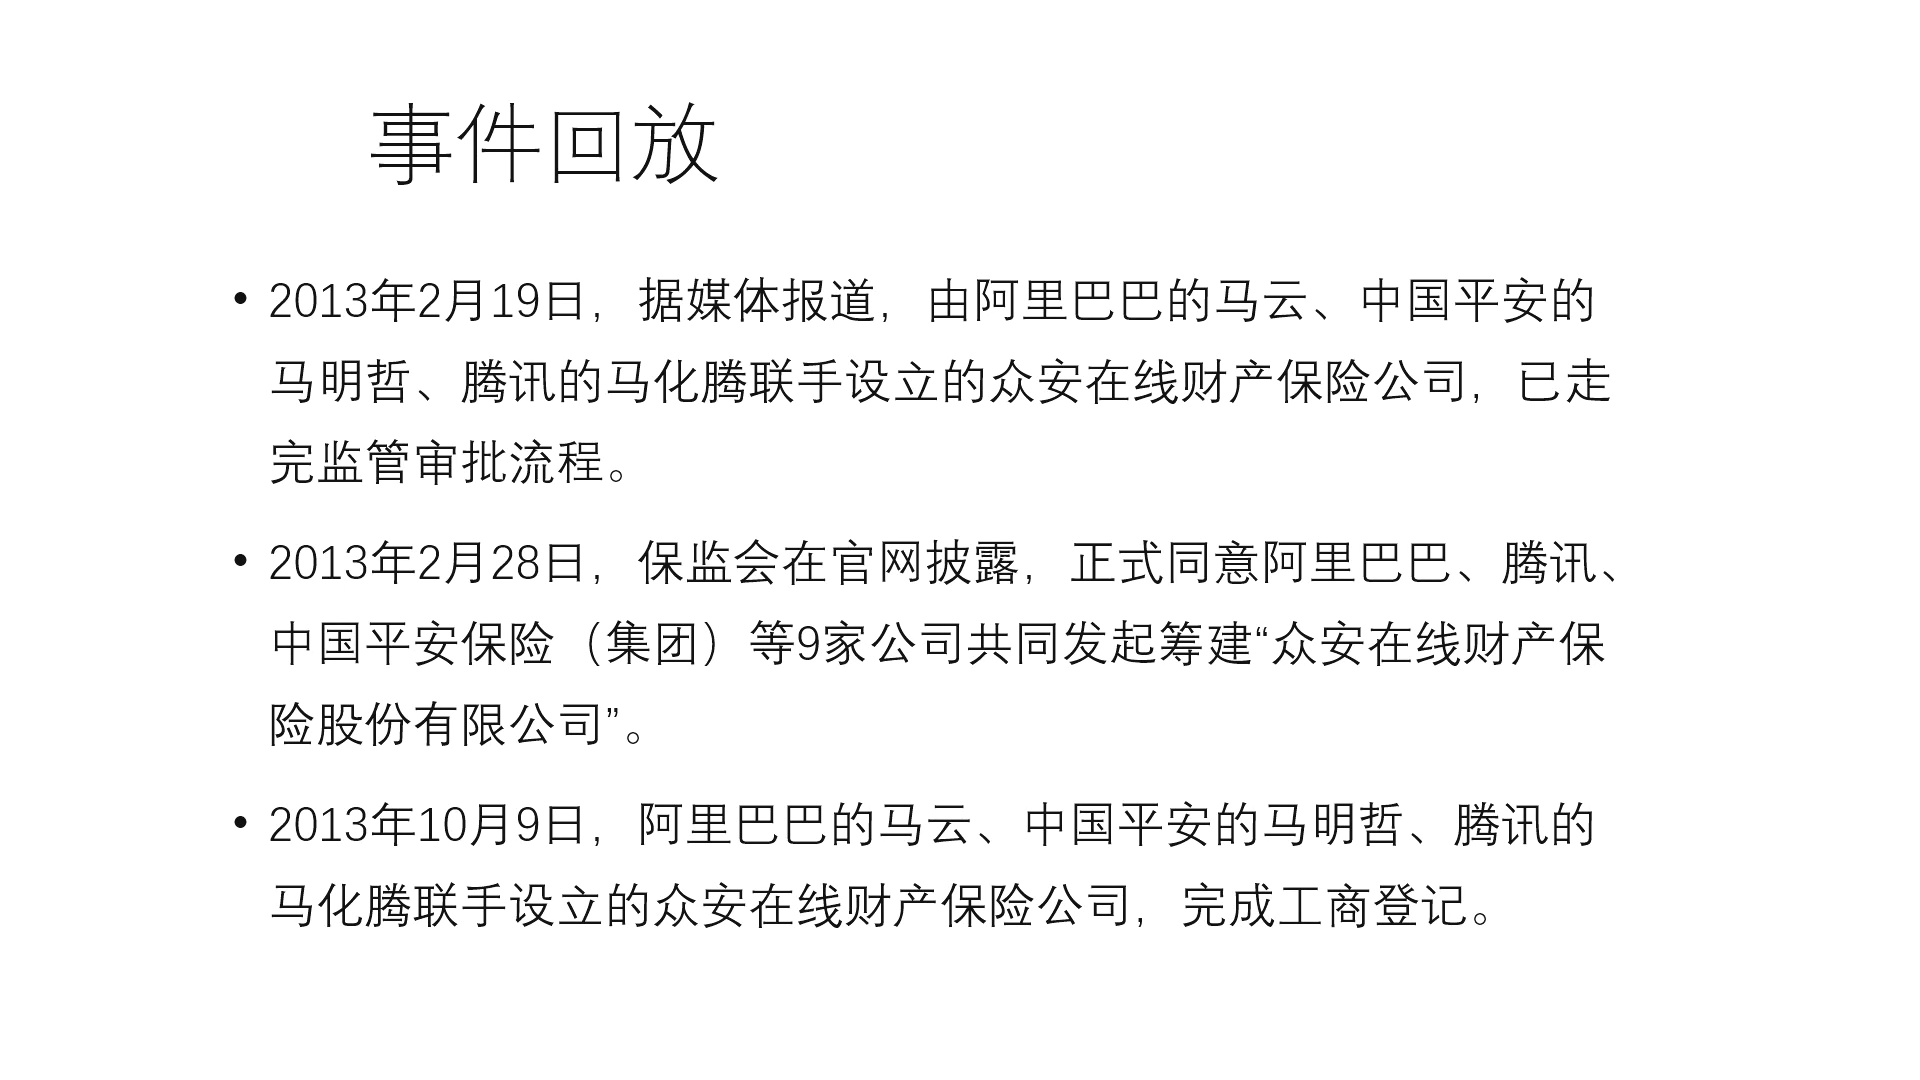 事件回放
• 2013年2月19日，据媒体报道，由阿里巴巴的马云、中国平安的
马明哲、腾讯的马化腾联手设立的众安在线财产保险公司，已走
完监管审批流程。
• 2013年2月28日，保监会在官网披露，正式同意阿里巴巴、腾讯、
中国平安保险（集团）等9家公司共同发起筹建“众安在线财产保
险股份有限公司”。
• 2013年10月9日，阿里巴巴的马云、中国平安的马明哲、腾讯的
马化腾联手设立的众安在线财产保险公司，完成工商登记。